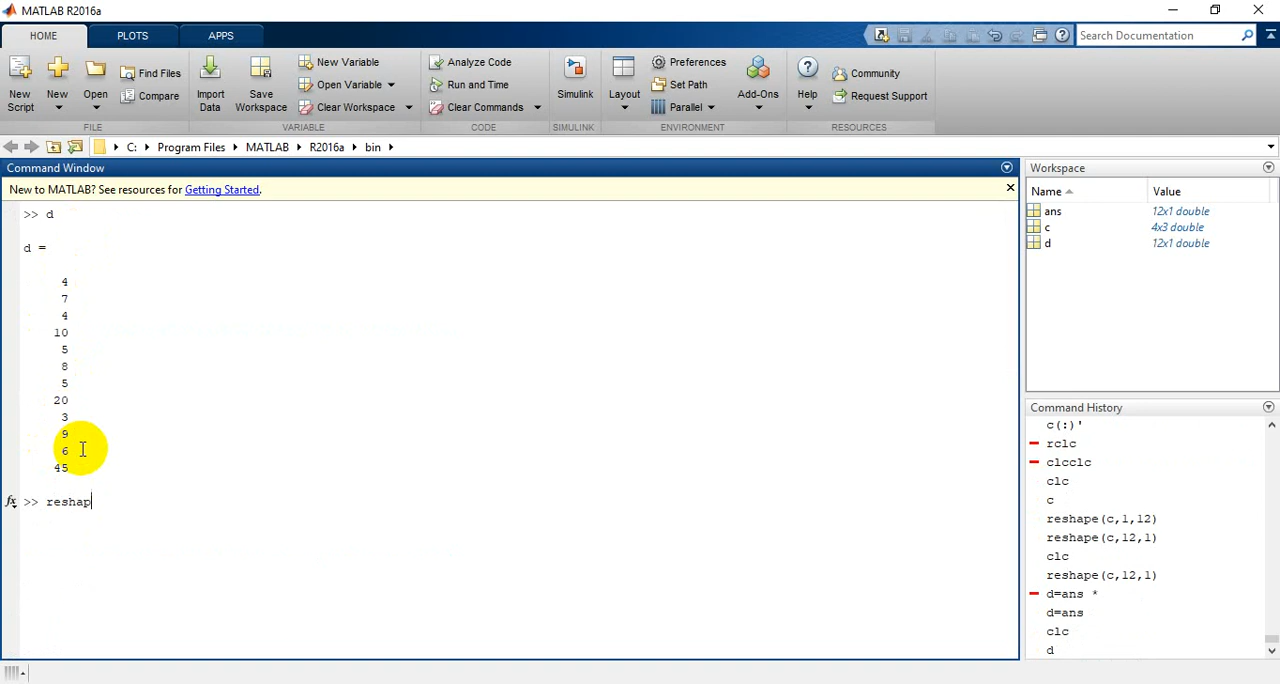 MATLAB R2016a
HOME PLOTS APPS
Search Documentation
New Script
New
Open
Find Files
Compare
Import Data
Save Workspace
New Variable
Open Variable
Clear Workspace
Analyze Code
Run and Time
Clear Commands
Simulink
Layout
Preferences
Set Path
Parallel
Add-Ons
Help
Community
Request Support
FILE VARIABLE CODE SIMULINK ENVIRONMENT RESOURCES
C: Program Files MATLAB R2016a bin
Command Window
New to MATLAB? See resources for Getting Started.
>> d
d =
4
7
4
10
5
8
5
20
3
9
6
45
fx >> reshap
Workspace
Name Value
ans 12x1 double
c 4x3 double
d 12x1 double
Command History
c(:)'
rclc
clcclc
clc
c
reshape(c,1,12)
reshape(c,12,1)
clc
reshape(c,12,1)
d=ans *
d=ans
clc
d